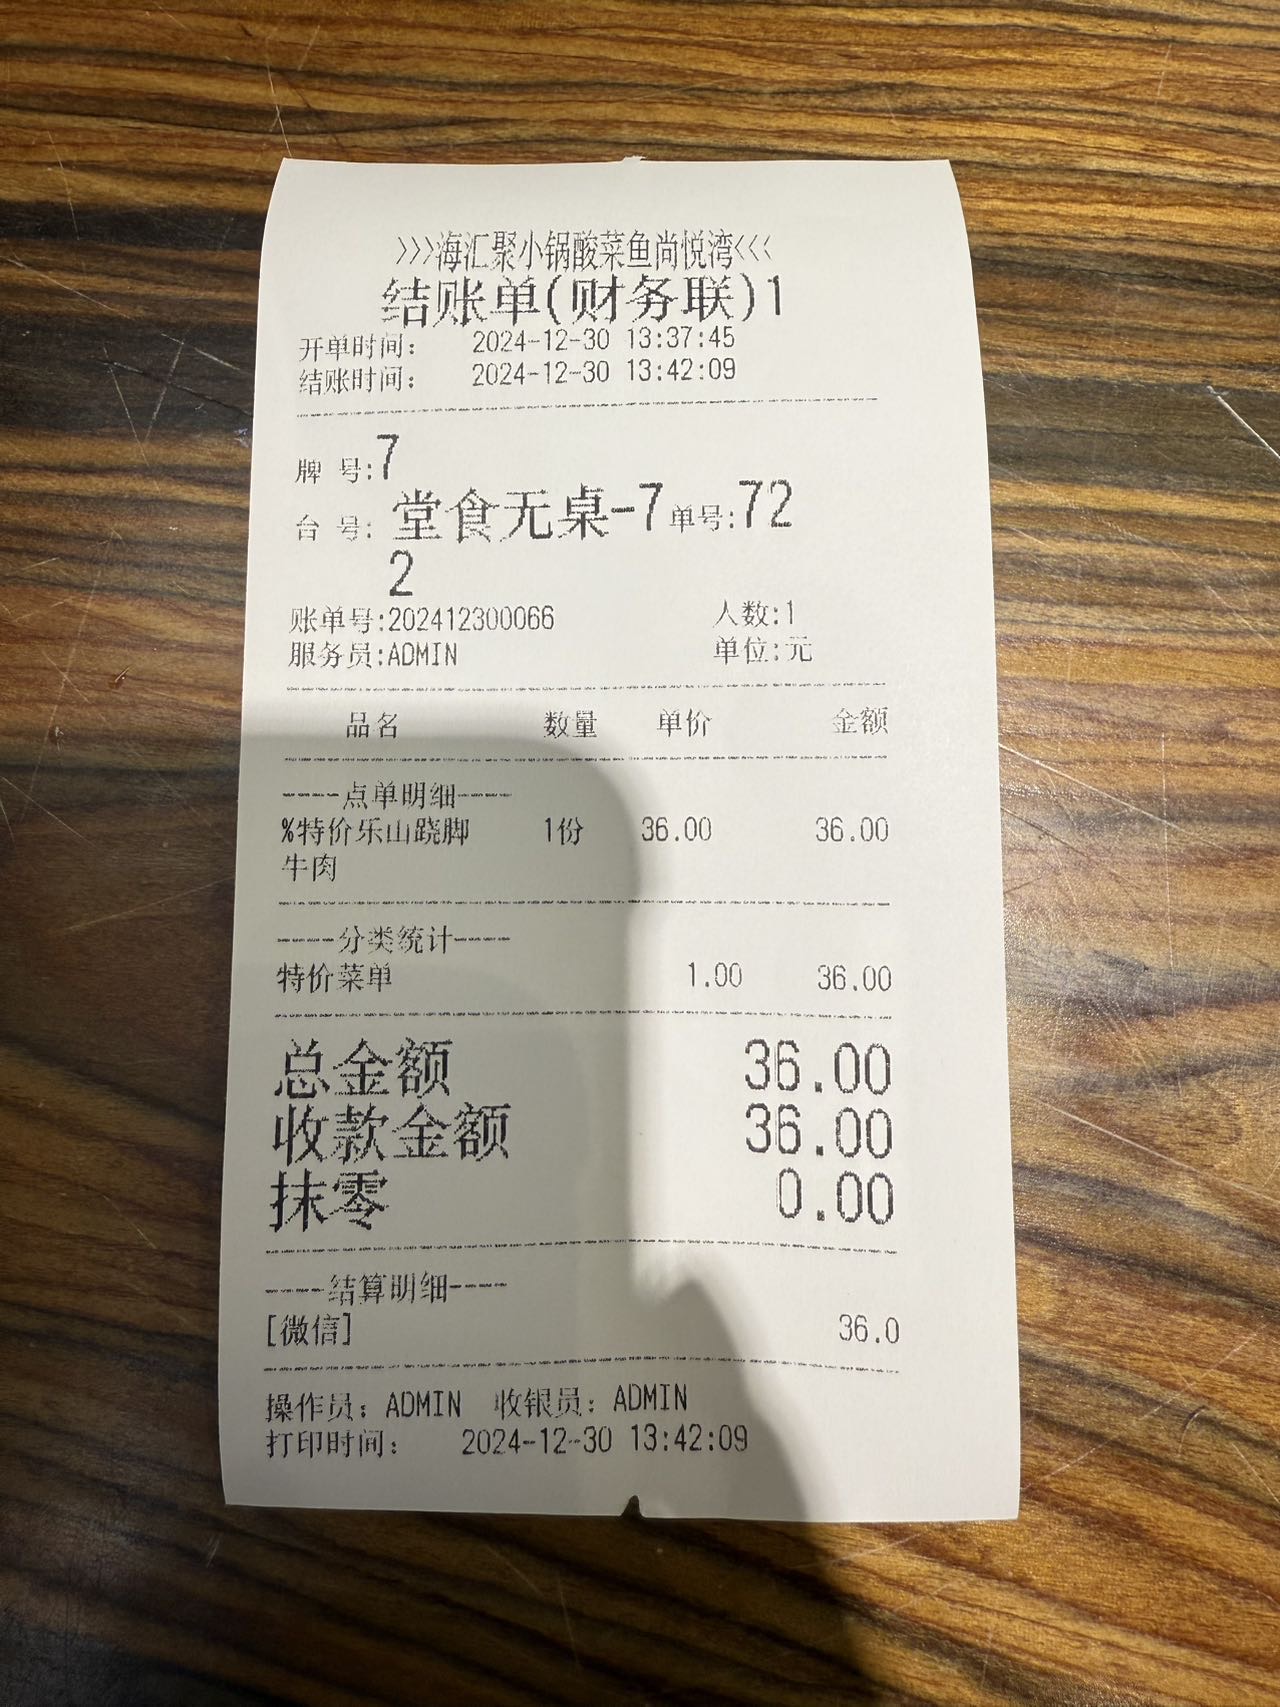 >>>海汇聚小锅酸菜鱼尚悦湾<<<
结账单(财务联)1
开单时间： 2024-12-30 13:37:45
结账时间： 2024-12-30 13:42:09
牌 号:7
台 号: 堂食无桌-7 单号:72
2
账单号:202412300066 人数:1
服务员:ADMIN 单位:元
品名 数量 单价 金额
----点单明细----
%特价乐山跷脚 1份 36.00 36.00
牛肉
----分类统计----
特价菜单 1.00 36.00
总金额 36.00
收款金额 36.00
抹零 0.00
----结算明细----
[微信] 36.0
操作员：ADMIN 收银员：ADMIN
打印时间： 2024-12-30 13:42:09